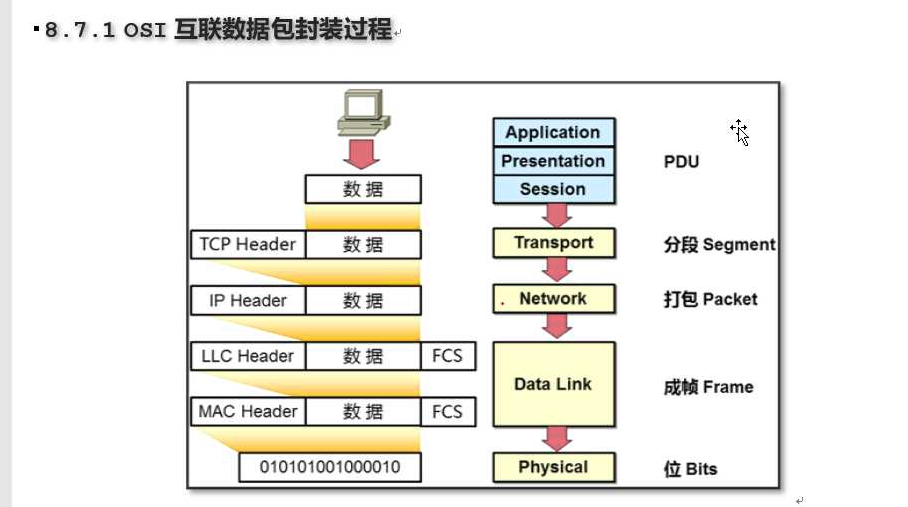 8.7.1 OSI 互联数据包封装过程
数据
TCP Header 数据
IP Header 数据
LLC Header 数据 FCS
MAC Header 数据 FCS
010101001000010
Application
Presentation
Session
Transport
Network
Data Link
Physical
PDU
分段 Segment
打包 Packet
成帧 Frame
位 Bits